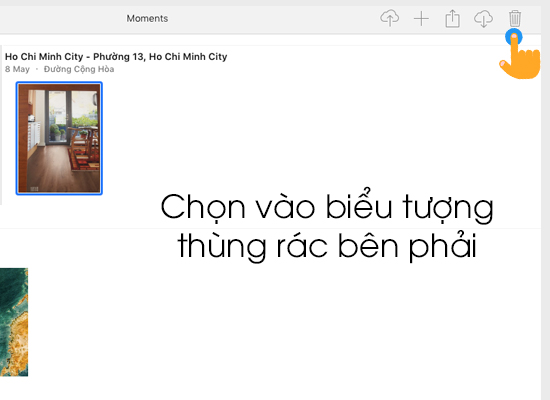 Moments
Ho Chi Minh City - Phường 13, Ho Chi Minh City
8 May · Đường Cộng Hòa
Chọn vào biểu tượng
thùng rác bên phải